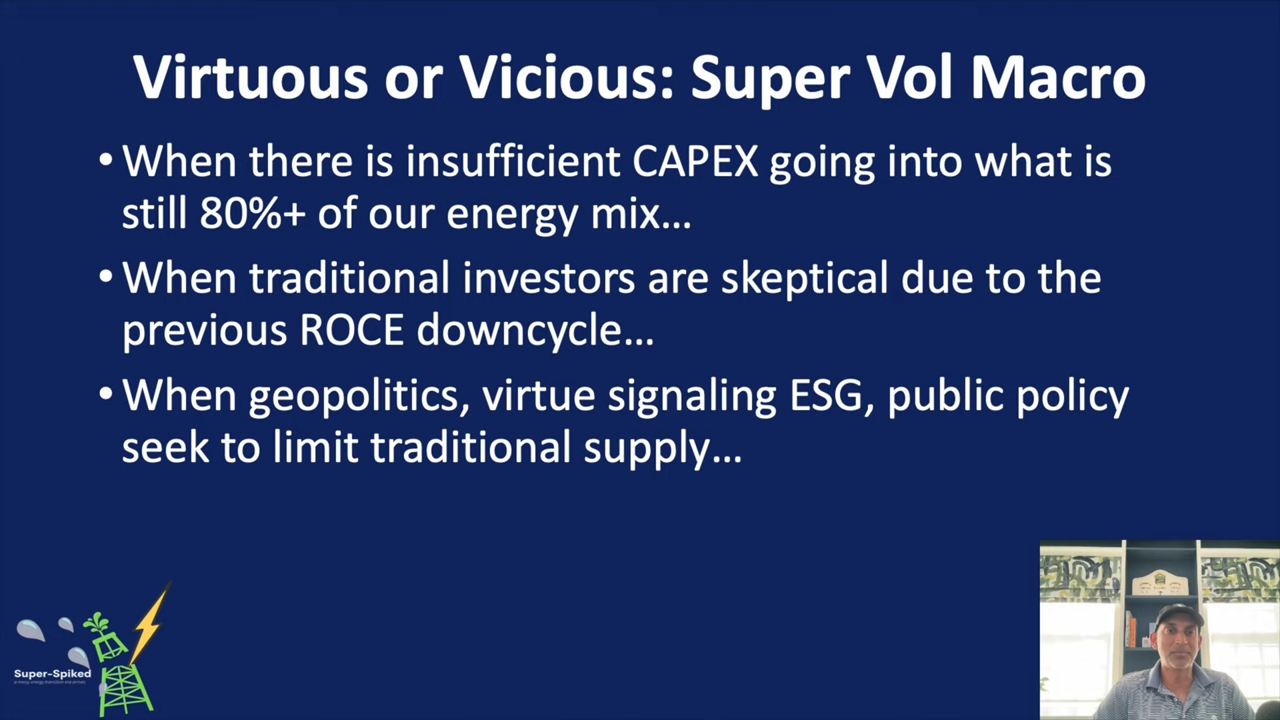 Virtuous or Vicious: Super Vol Macro
• When there is insufficient CAPEX going into what is
still 80%+ of our energy mix…
• When traditional investors are skeptical due to the
previous ROCE downcycle…
• When geopolitics, virtue signaling ESG, public policy
seek to limit traditional supply…
Super-Spiked